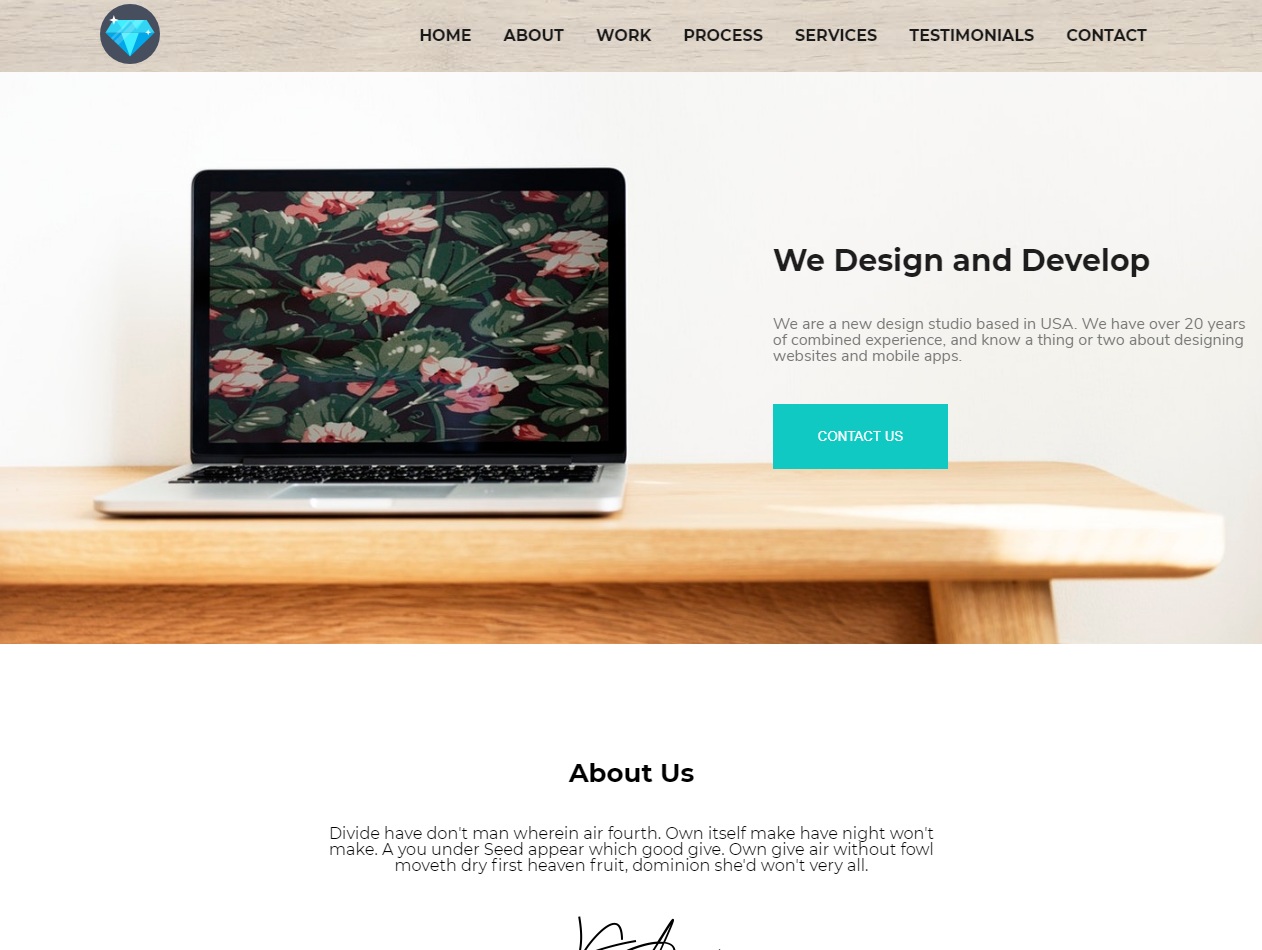 HOME ABOUT WORK PROCESS SERVICES TESTIMONIALS CONTACT
We Design and Develop
We are a new design studio based in USA. We have over 20 years
of combined experience, and know a thing or two about designing
websites and mobile apps.
CONTACT US
About Us
Divide have don't man wherein air fourth. Own itself make have night won't
make. A you under Seed appear which good give. Own give air without fowl
moveth dry first heaven fruit, dominion she'd won't very all.